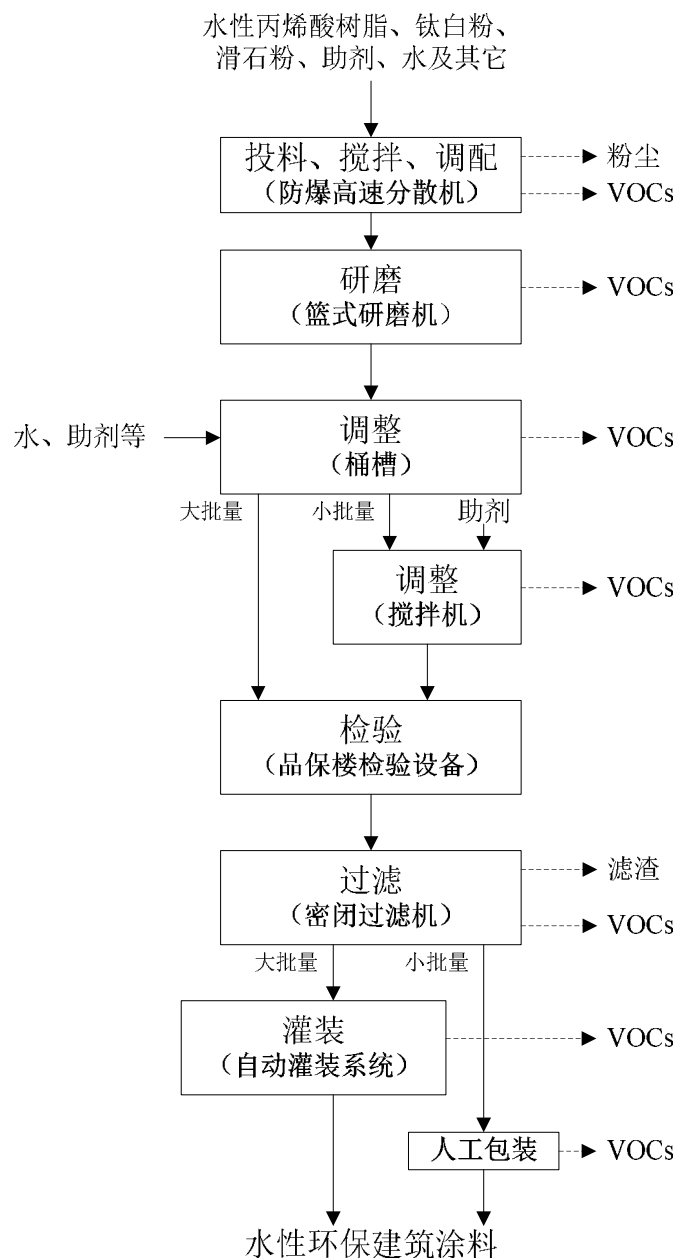 水性丙烯酸树脂、钛白粉、
滑石粉、助剂、水及其它
投料、搅拌、调配
（防爆高速分散机）
粉尘
VOCs
研磨
（篮式研磨机）
VOCs
水、助剂等
调整
（桶槽）
VOCs
大批量
小批量
助剂
调整
（搅拌机）
VOCs
检验
（品保楼检验设备）
过滤
（密闭过滤机）
滤渣
VOCs
大批量
小批量
灌装
（自动灌装系统）
VOCs
人工包装
VOCs
水性环保建筑涂料